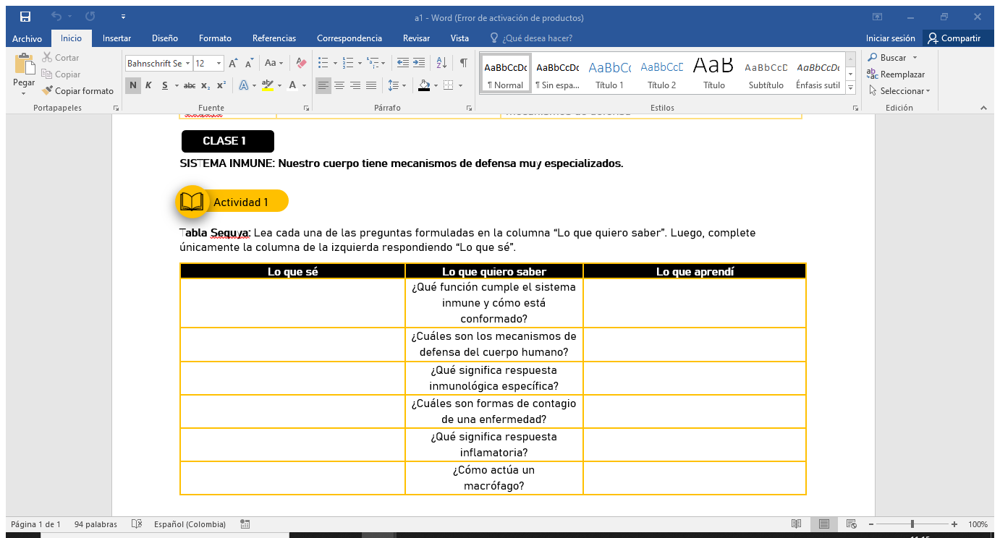 a1 - Word (Error de activación de productos)
Archivo Inicio Insertar Diseño Formato Referencias Correspondencia Revisar Vista ¿Qué desea hacer? Iniciar sesión Compartir
Pegar
Cortar
Copiar
Copiar formato
Portapapeles
Bahnschrift Se 12 Aa
N K S abc x₂ x² A aby A
Fuente
Párrafo
AaBbCcDc AaBbCcDc AaBbCc AaBbCcC AaB AaBbCcD AaBbCcDc
¶ Normal ¶ Sin espa... Título 1 Título 2 Título Subtítulo Énfasis sutil
Estilos
Buscar
Reemplazar
Seleccionar
Edición
CLASE 1
SISTEMA INMUNE: Nuestro cuerpo tiene mecanismos de defensa muy especializados.
Actividad 1
Tabla Sequya: Lea cada una de las preguntas formuladas en la columna “Lo que quiero saber”. Luego, complete
únicamente la columna de la izquierda respondiendo “Lo que sé”.
Lo que sé Lo que quiero saber Lo que aprendí
¿Qué función cumple el sistema
inmune y cómo está
conformado?
¿Cuáles son los mecanismos de
defensa del cuerpo humano?
¿Qué significa respuesta
inmunológica específica?
¿Cuáles son formas de contagio
de una enfermedad?
¿Qué significa respuesta
inflamatoria?
¿Cómo actúa un
macrófago?
Página 1 de 1 94 palabras Español (Colombia) 100%